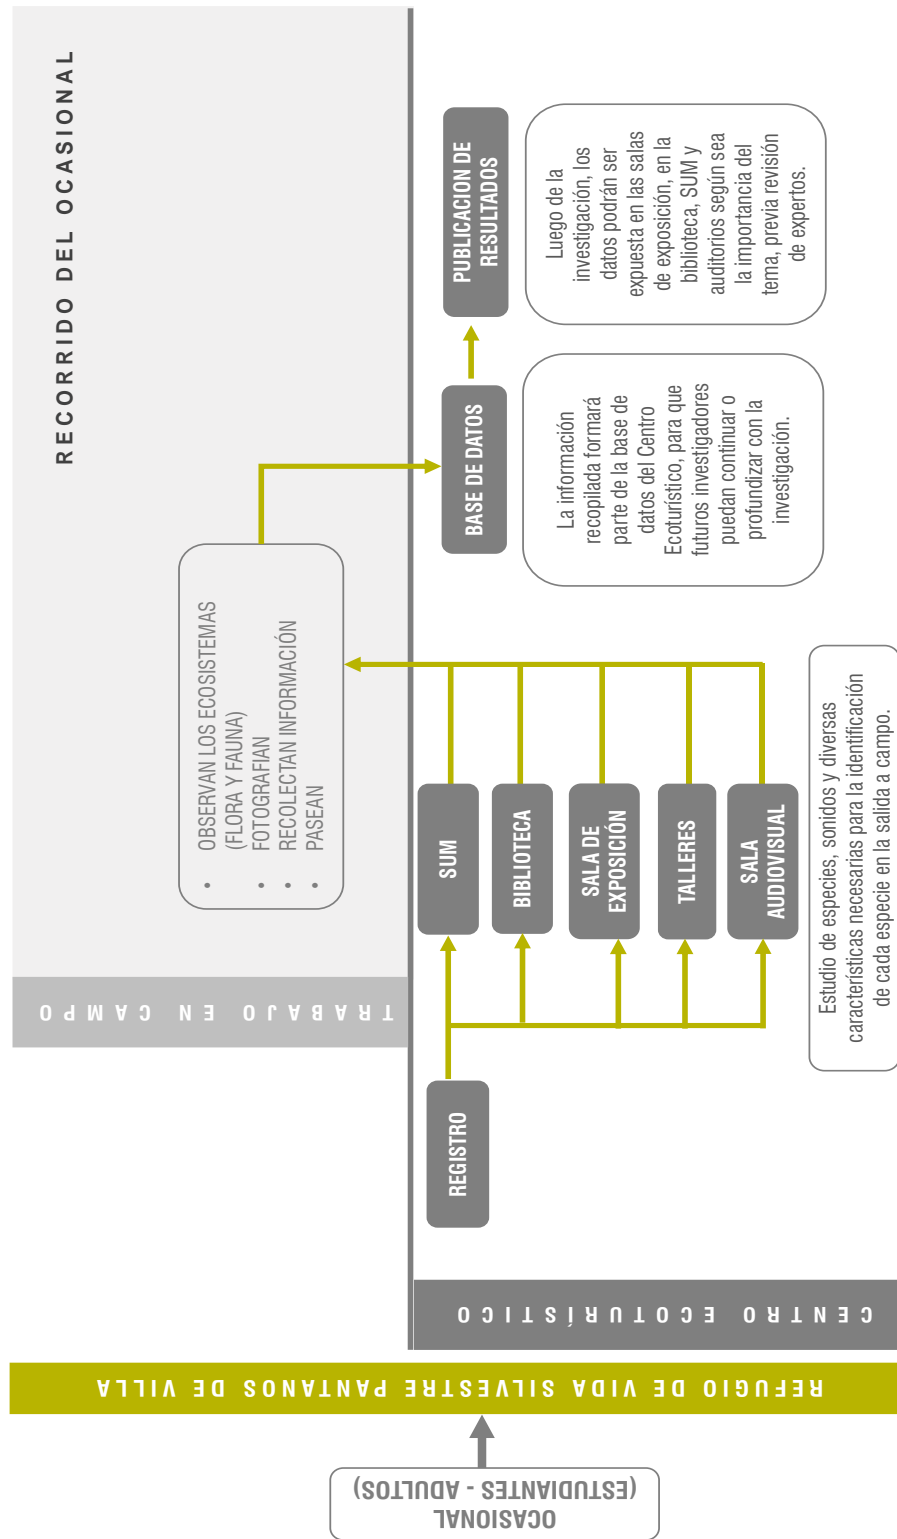 RECORRIDO DEL OCASIONAL
OCASIONAL
(ESTUDIANTES - ADULTOS)
REFUGIO DE VIDA SILVESTRE PANTANOS DE VILLA
TRABAJO EN CAMPO
CENTRO ECOTURÍSTICO
• OBSERVAN LOS ECOSISTEMAS
(FLORA Y FAUNA)
• FOTOGRAFIAN
• RECOLECTAN INFORMACIÓN
• PASEAN
REGISTRO
SUM
BIBLIOTECA
SALA DE
EXPOSICIÓN
TALLERES
SALA
AUDIOVISUAL
Estudio de especies, sonidos y diversas
características necesarias para la identificación
de cada especie en la salida a campo.
BASE DE DATOS
La información
recopilada formará
parte de la base de
datos del Centro
Ecoturístico, para que
futuros investigadores
puedan continuar o
profundizar con la
investigación.
PUBLICACION DE
RESULTADOS
Luego de la
investigación, los
datos podrán ser
expuesta en las salas
de exposición, en la
biblioteca, SUM y
auditorios según sea
la importancia del
tema, previa revisión
de expertos.